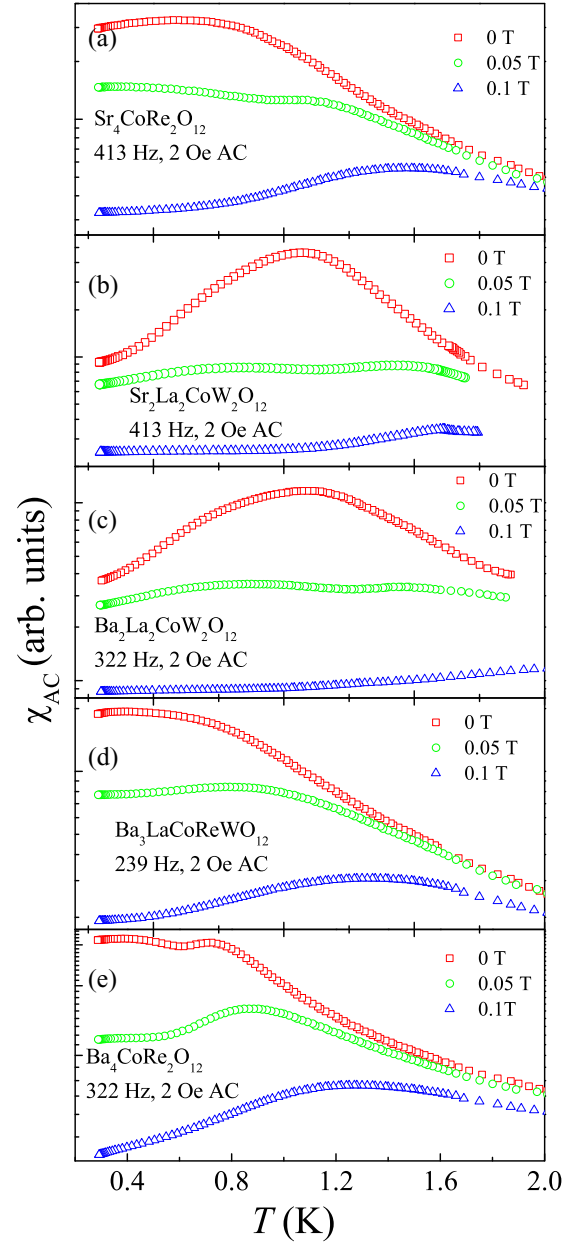 (a)
0 T
0.05 T
0.1 T
Sr₄CoRe₂O₁₂
413 Hz, 2 Oe AC
(b)
0 T
0.05 T
0.1 T
Sr₂La₂CoW₂O₁₂
413 Hz, 2 Oe AC
(c)
0 T
0.05 T
0.1 T
Ba₂La₂CoW₂O₁₂
322 Hz, 2 Oe AC
(d)
0 T
0.05 T
0.1 T
Ba₃LaCoReWO₁₂
239 Hz, 2 Oe AC
(e)
0 T
0.05 T
0.1T
Ba₄CoRe₂O₁₂
322 Hz, 2 Oe AC
χAC (arb. units)
0.4 0.8 1.2 1.6 2.0
T (K)